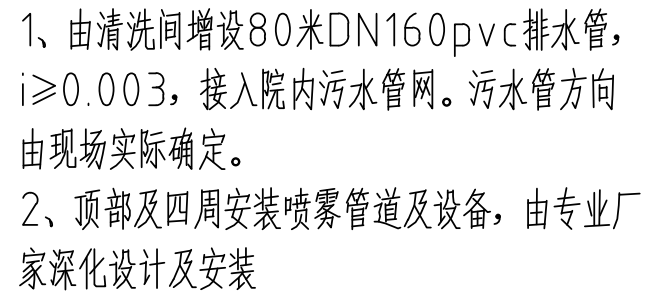 1、由清洗间增设80米DN160pvc排水管，
i≥0.003，接入院内污水管网。污水管方向
由现场实际确定。
2、顶部及四周安装喷雾管道及设备，由专业厂
家深化设计及安装